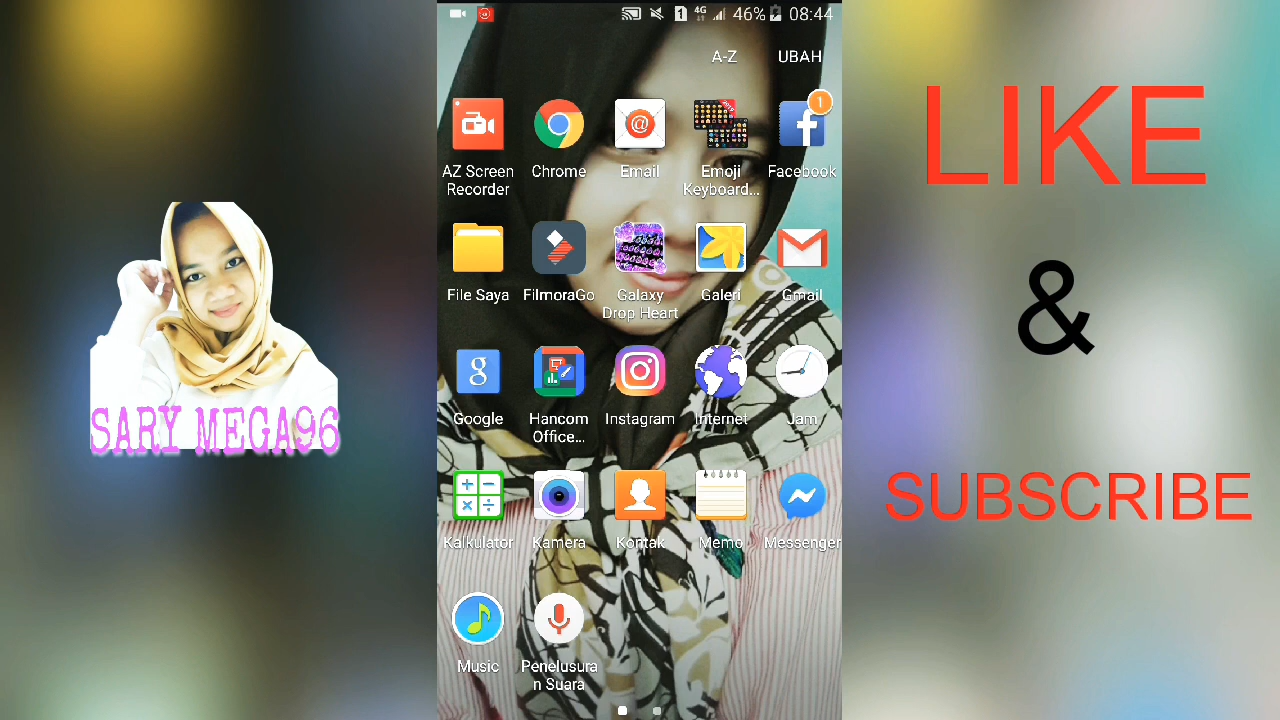 46% 08:44
A-Z UBAH
1
AZ Screen
Recorder
Chrome
Email
Emoji
Keyboard...
Facebook
File Saya
FilmoraGo
Galaxy
Drop Heart
Galeri
Gmail
Google
Hancom
Office...
Instagram
Internet
Jam
Kalkulator
Kamera
Kontak
Memo
Messenger
Music
Penelusura
n Suara
SARY MEGA96
LIKE
&
SUBSCRIBE